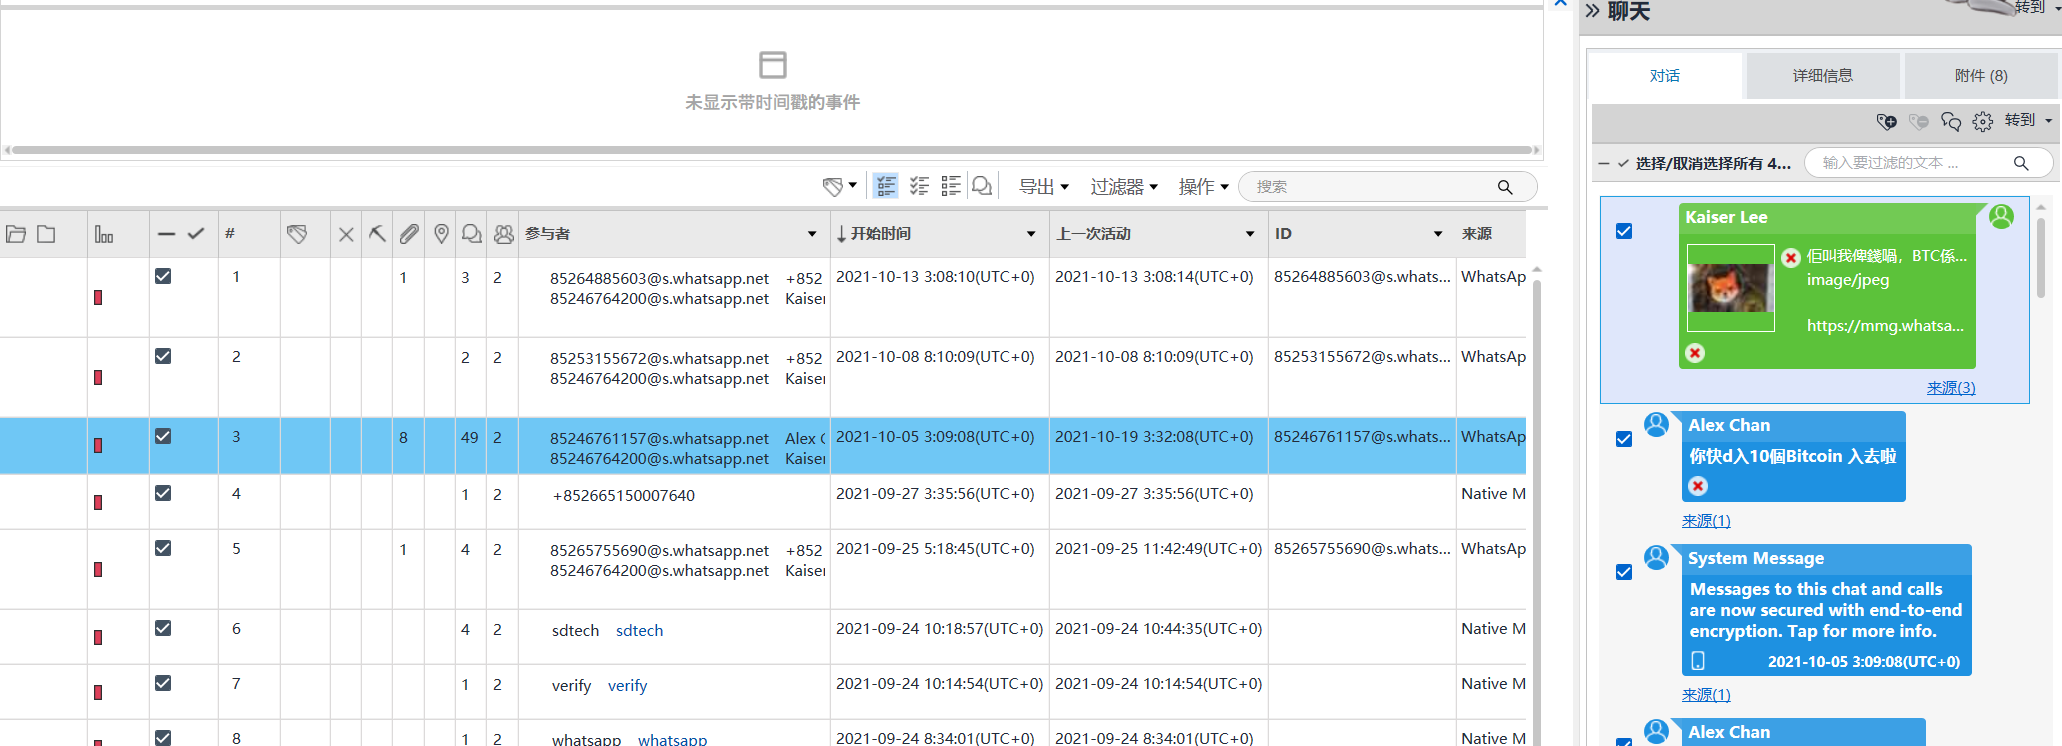 未显示带时间戳的事件
导出 过滤器 操作 搜索
# 参与者 开始时间 上一次活动 ID 来源
1 1 3 2 85264885603@s.whatsapp.net +852 2021-10-13 3:08:10(UTC+0) 2021-10-13 3:08:14(UTC+0) 85264885603@s.whats... WhatsAp
85246764200@s.whatsapp.net Kaiser
2 2 2 85253155672@s.whatsapp.net +852 2021-10-08 8:10:09(UTC+0) 2021-10-08 8:10:09(UTC+0) 85253155672@s.whats... WhatsAp
85246764200@s.whatsapp.net Kaiser
3 8 49 2 85246761157@s.whatsapp.net Alex C 2021-10-05 3:09:08(UTC+0) 2021-10-19 3:32:08(UTC+0) 85246761157@s.whats... WhatsAp
85246764200@s.whatsapp.net Kaiser
4 1 2 +852665150007640 2021-09-27 3:35:56(UTC+0) 2021-09-27 3:35:56(UTC+0) Native M
5 1 4 2 85265755690@s.whatsapp.net +852 2021-09-25 5:18:45(UTC+0) 2021-09-25 11:42:49(UTC+0) 85265755690@s.whats... WhatsAp
85246764200@s.whatsapp.net Kaiser
6 4 2 sdtech sdtech 2021-09-24 10:18:57(UTC+0) 2021-09-24 10:44:35(UTC+0) Native M
7 1 2 verify verify 2021-09-24 10:14:54(UTC+0) 2021-09-24 10:14:54(UTC+0) Native M
8 1 2 whatsapp whatsapp 2021-09-24 8:34:01(UTC+0) 2021-09-24 8:34:01(UTC+0) Native M
聊天 转到
对话 详细信息 附件 (8)
转到
选择/取消选择所有 4... 输入要过滤的文本 ...
Kaiser Lee
佢叫我俾錢喎，BTC係...
image/jpeg
https://mmg.whatsa...
来源(3)
Alex Chan
你快d入10個Bitcoin 入去啦
来源(1)
System Message
Messages to this chat and calls
are now secured with end-to-end
encryption. Tap for more info.
2021-10-05 3:09:08(UTC+0)
来源(1)
Alex Chan